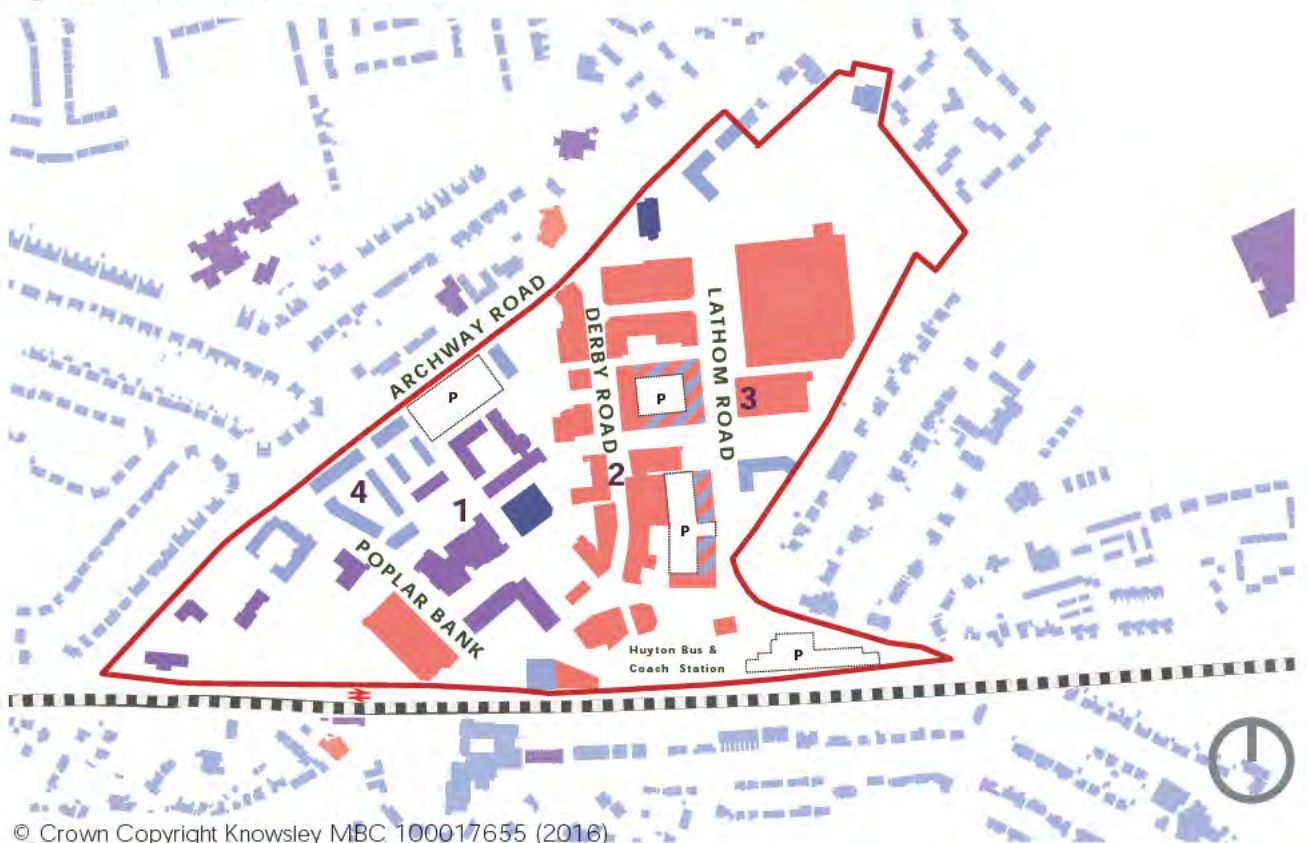 ARCHWAY ROAD
DERBY ROAD
LATHOM ROAD
P
P
3
2
4
1
P
POPLAR BANK
Huyton Bus &
Coach Station
P
© Crown Copyright Knowsley MBC 100017655 (2016)